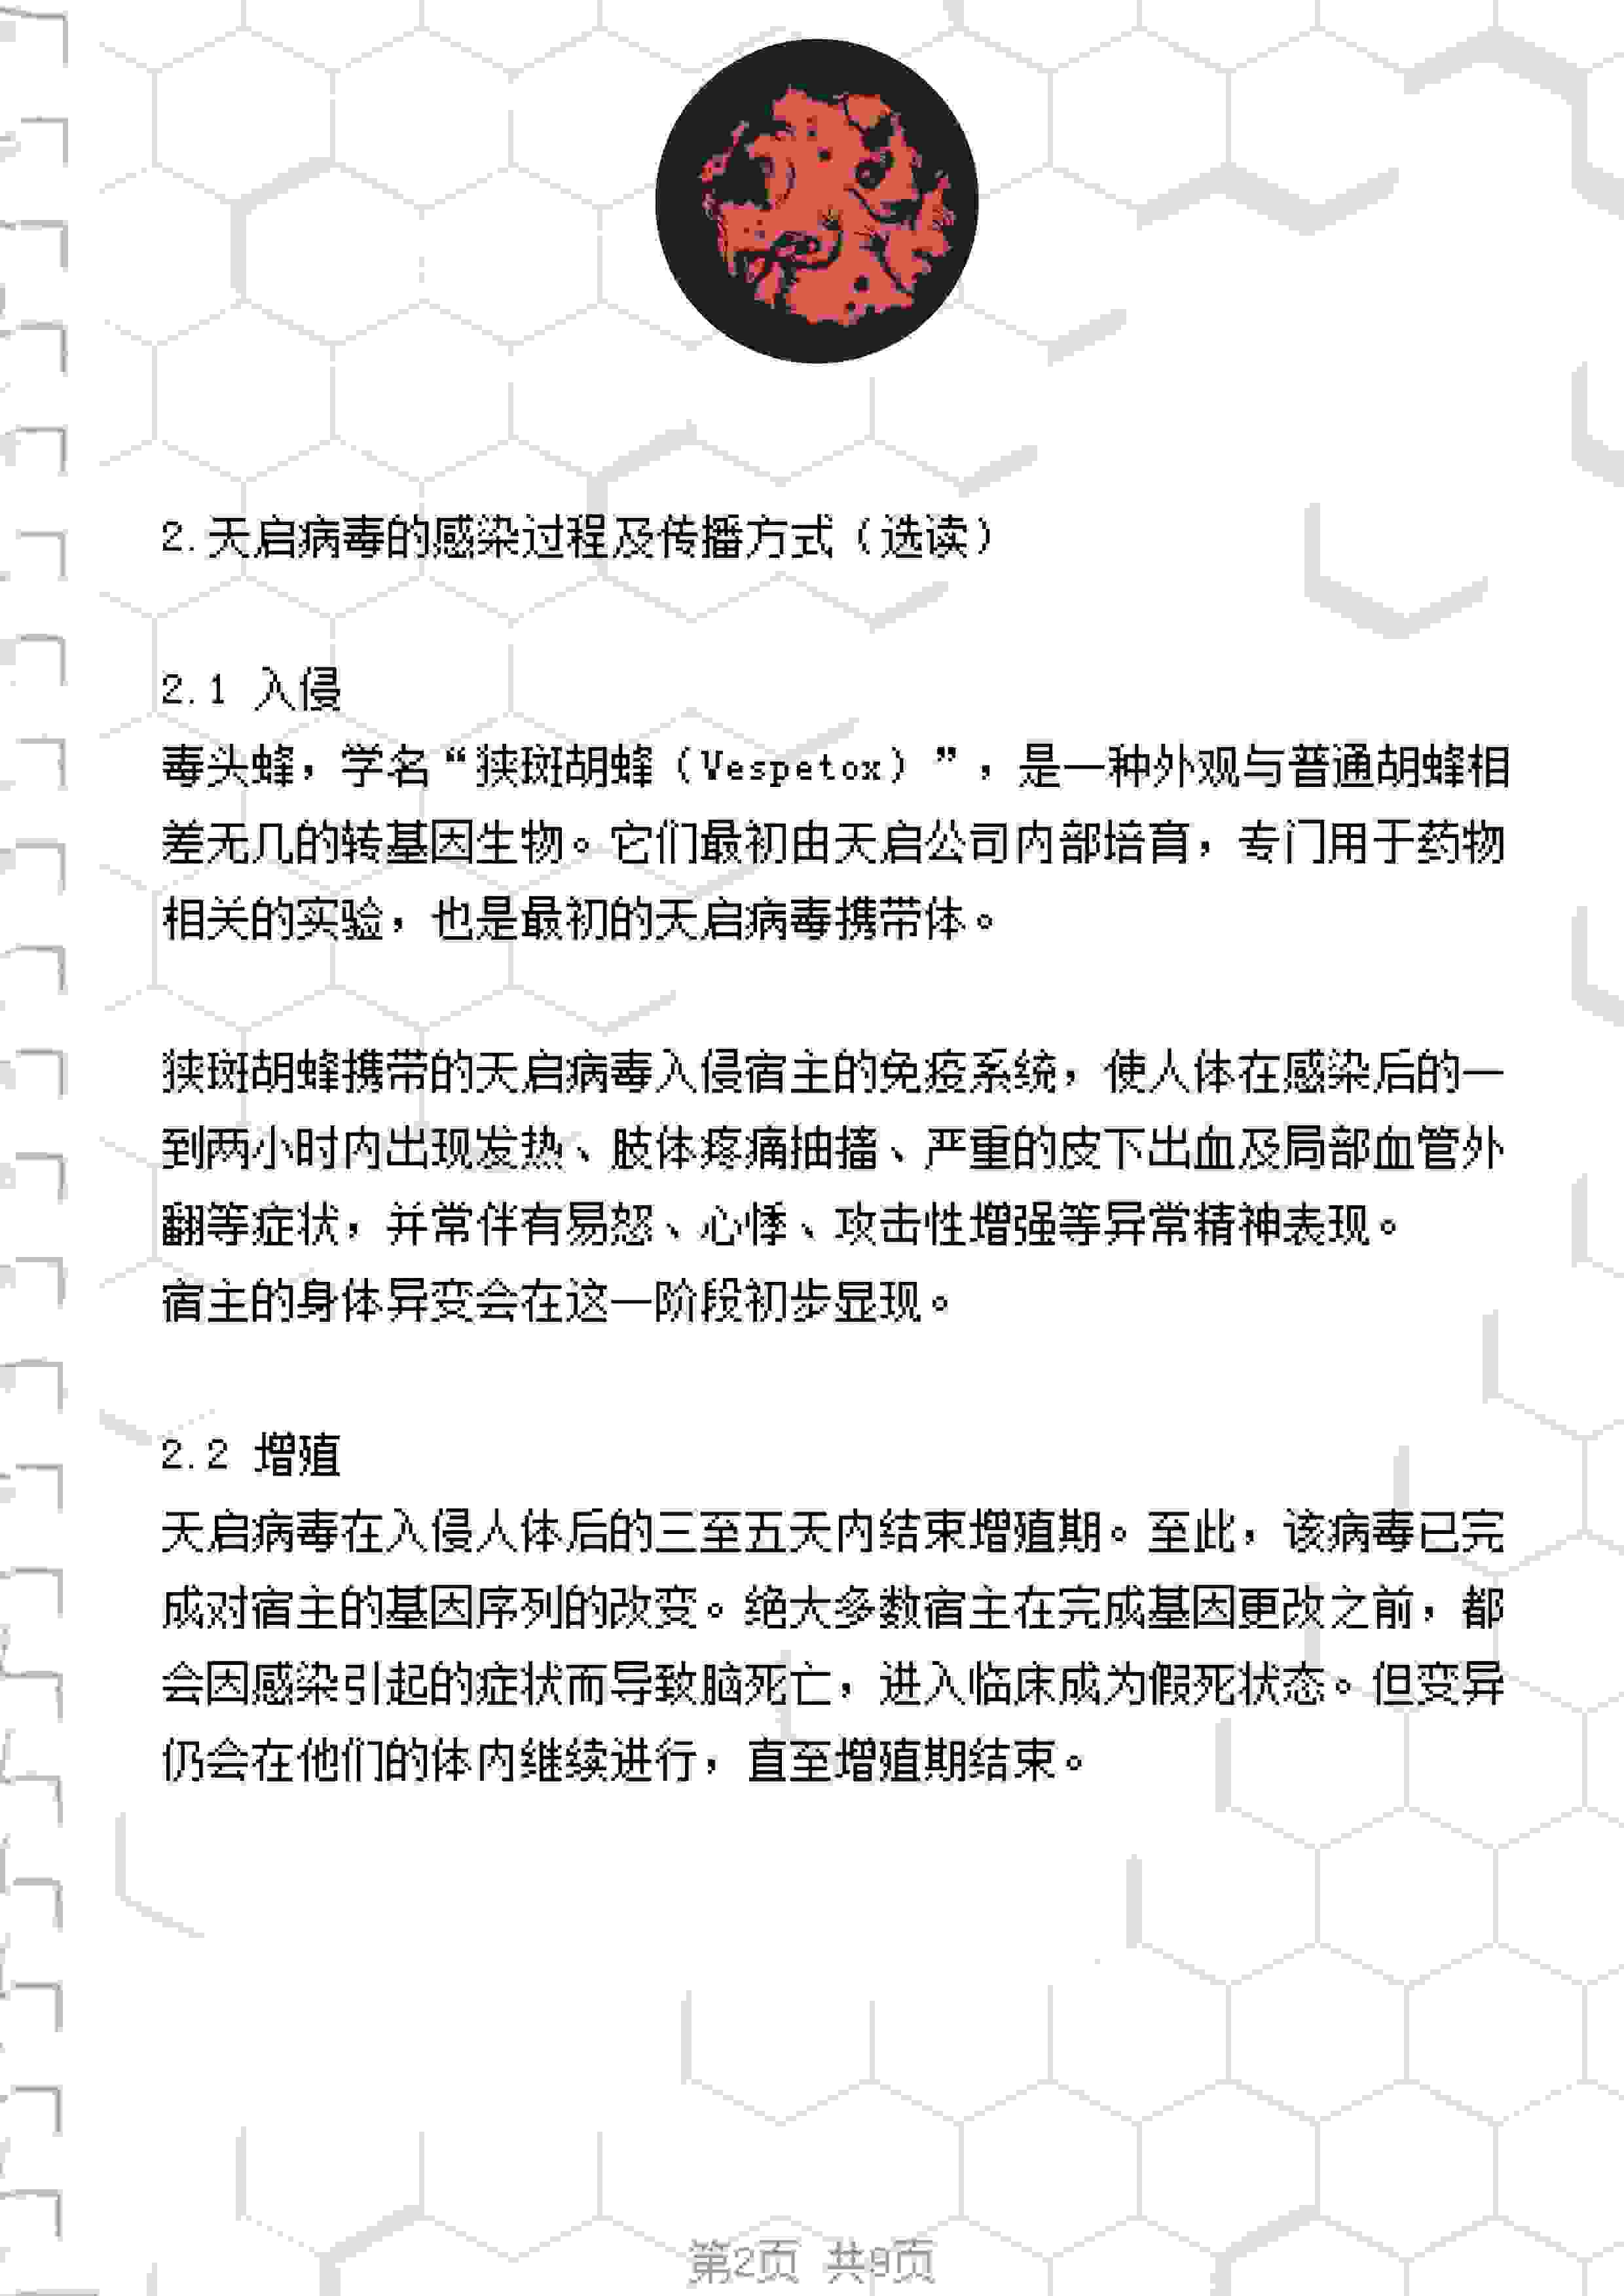 2.天启病毒的感染过程及传播方式（选读）
2.1 入侵
毒头蜂，学名“狭斑胡蜂（Vespetox）”，是一种外观与普通胡蜂相
差无几的转基因生物。它们最初由天启公司内部培育，专门用于药物
相关的实验，也是最初的天启病毒携带体。
狭斑胡蜂携带的天启病毒入侵宿主的免疫系统，使人体在感染后的一
到两小时内出现发热、肢体疼痛抽搐、严重的皮下出血及局部血管外
翻等症状，并常伴有易怒、心悸、攻击性增强等异常精神表现。
宿主的身体异变会在这一阶段初步显现。
2.2 增殖
天启病毒在入侵人体后的三至五天内结束增殖期。至此，该病毒已完
成对宿主的基因序列的改变。绝大多数宿主在完成基因更改之前，都
会因感染引起的症状而导致脑死亡，进入临床成为假死状态。但变异
仍会在他们的体内继续进行，直至增殖期结束。
第2页 共9页